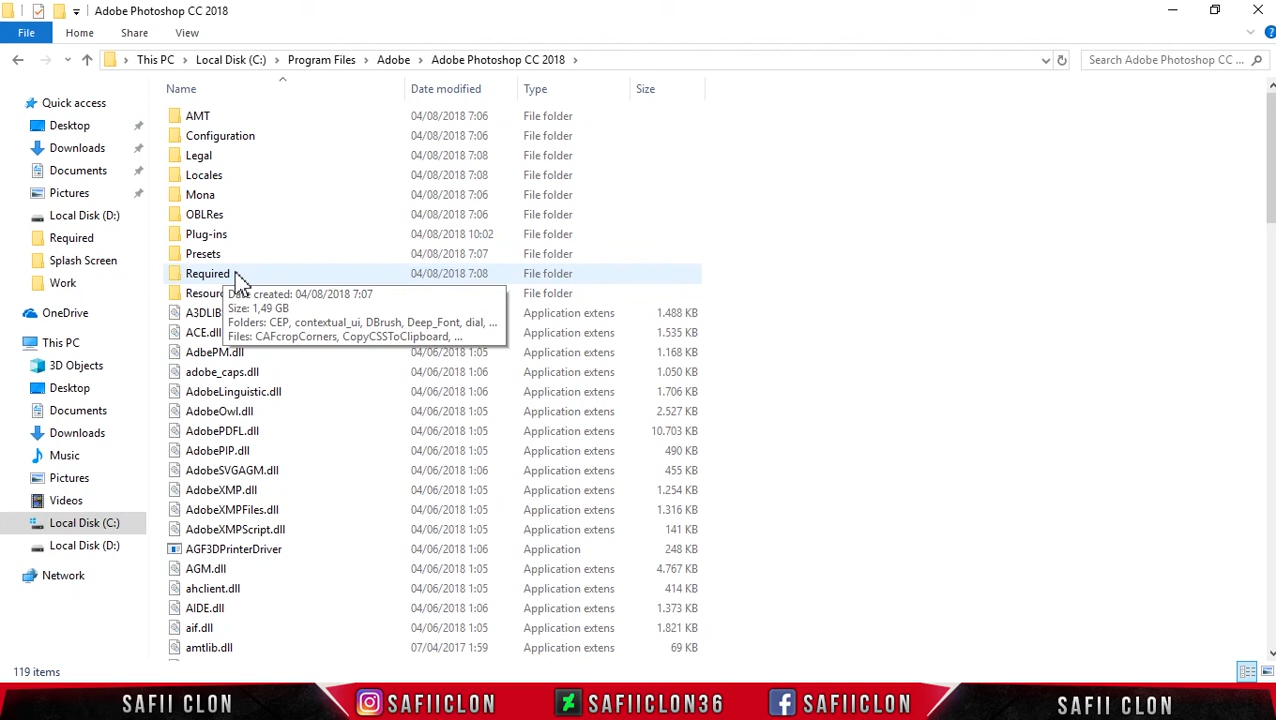 Adobe Photoshop CC 2018
File Home Share View
This PC Local Disk (C:) Program Files Adobe Adobe Photoshop CC 2018
Search Adobe Photoshop CC ...
Quick access
Desktop
Downloads
Documents
Pictures
Local Disk (D:)
Required
Splash Screen
Work
OneDrive
This PC
3D Objects
Desktop
Documents
Downloads
Music
Pictures
Videos
Local Disk (C:)
Local Disk (D:)
Network
Name Date modified Type Size
AMT 04/08/2018 7:06 File folder
Configuration 04/08/2018 7:06 File folder
Legal 04/08/2018 7:08 File folder
Locales 04/08/2018 7:08 File folder
Mona 04/08/2018 7:06 File folder
OBLRes 04/08/2018 7:06 File folder
Plug-ins 04/08/2018 10:02 File folder
Presets 04/08/2018 7:07 File folder
Required 04/08/2018 7:08 File folder
Resour File folder
Date created: 04/08/2018 7:07
Size: 1,49 GB
Folders: CEP, contextual_ui, DBrush, Deep_Font, dial, ...
Files: CAFcropCorners, CopyCSSToClipboard, ...
A3DLIB Application extens 1.488 KB
ACE.dll Application extens 1.535 KB
AdbePM.dll 04/06/2018 1:05 Application extens 1.168 KB
adobe_caps.dll 04/06/2018 1:05 Application extens 1.050 KB
AdobeLinguistic.dll 04/06/2018 1:06 Application extens 1.706 KB
AdobeOwl.dll 04/06/2018 1:05 Application extens 2.527 KB
AdobePDFL.dll 04/06/2018 1:05 Application extens 10.703 KB
AdobePIP.dll 04/06/2018 1:05 Application extens 490 KB
AdobeSVGAGM.dll 04/06/2018 1:06 Application extens 455 KB
AdobeXMP.dll 04/06/2018 1:05 Application extens 1.254 KB
AdobeXMPFiles.dll 04/06/2018 1:05 Application extens 1.316 KB
AdobeXMPScript.dll 04/06/2018 1:05 Application extens 141 KB
AGF3DPrinterDriver 04/06/2018 1:06 Application 248 KB
AGM.dll 04/06/2018 1:05 Application extens 4.767 KB
ahclient.dll 04/06/2018 1:05 Application extens 414 KB
AIDE.dll 04/06/2018 1:06 Application extens 1.373 KB
aif.dll 04/06/2018 1:05 Application extens 1.821 KB
amtlib.dll 07/04/2017 1:59 Application extens 69 KB
119 items
SAFII CLON SAFIICLON SAFIICLON36 SAFIICLON SAFII CLON